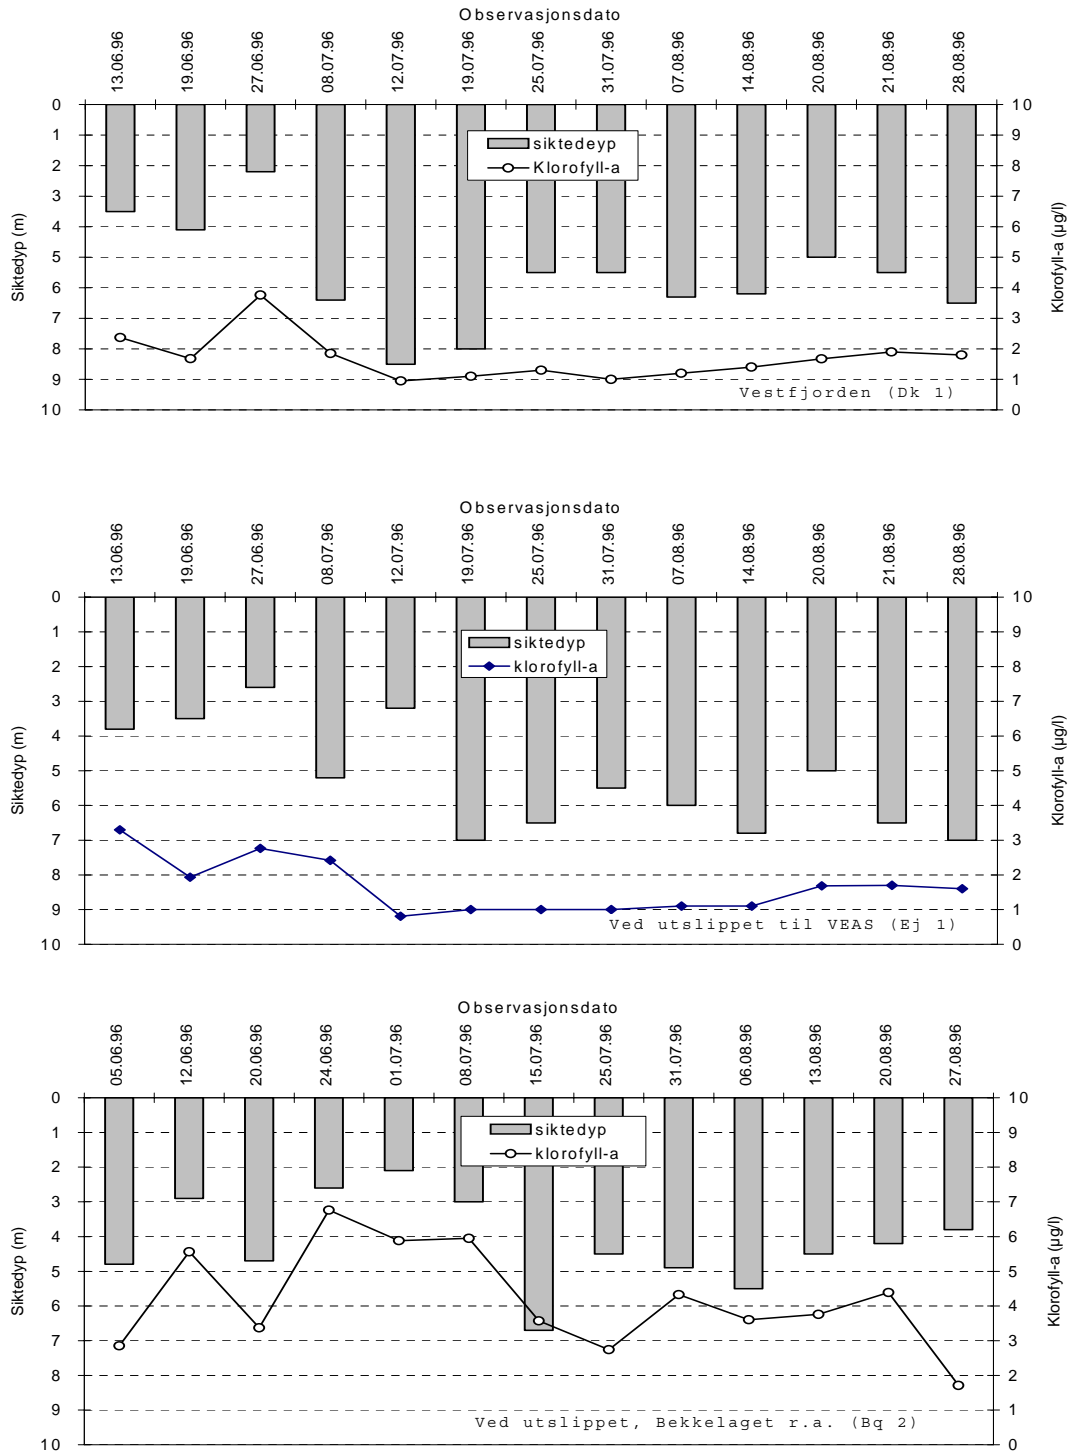 Observasjonsdato
13.06.96 19.06.96 27.06.96 08.07.96 12.07.96 19.07.96 25.07.96 31.07.96 07.08.96 14.08.96 20.08.96 21.08.96 28.08.96
0 10
1 9
2 8
3 7
4 6
5 5
6 4
7 3
8 2
9 1
10 0
Siktedyp (m)
Klorofyll-a (µg/l)
siktedeyp
Klorofyll-a
Vestfjorden (Dk 1)
Observasjonsdato
13.06.96 19.06.96 27.06.96 08.07.96 12.07.96 19.07.96 25.07.96 31.07.96 07.08.96 14.08.96 20.08.96 21.08.96 28.08.96
0 10
1 9
2 8
3 7
4 6
5 5
6 4
7 3
8 2
9 1
10 0
Siktedyp (m)
Klorofyll-a (µg/l)
siktedyp
klorofyll-a
Ved utslippet til VEAS (Ej 1)
Observasjonsdato
05.06.96 12.06.96 20.06.96 24.06.96 01.07.96 08.07.96 15.07.96 25.07.96 31.07.96 06.08.96 13.08.96 20.08.96 27.08.96
0 10
1 9
2 8
3 7
4 6
5 5
6 4
7 3
8 2
9 1
10 0
Siktedyp (m)
Klorofyll-a (µg/l)
siktedyp
klorofyll-a
Ved utslippet, Bekkelaget r.a. (Bq 2)